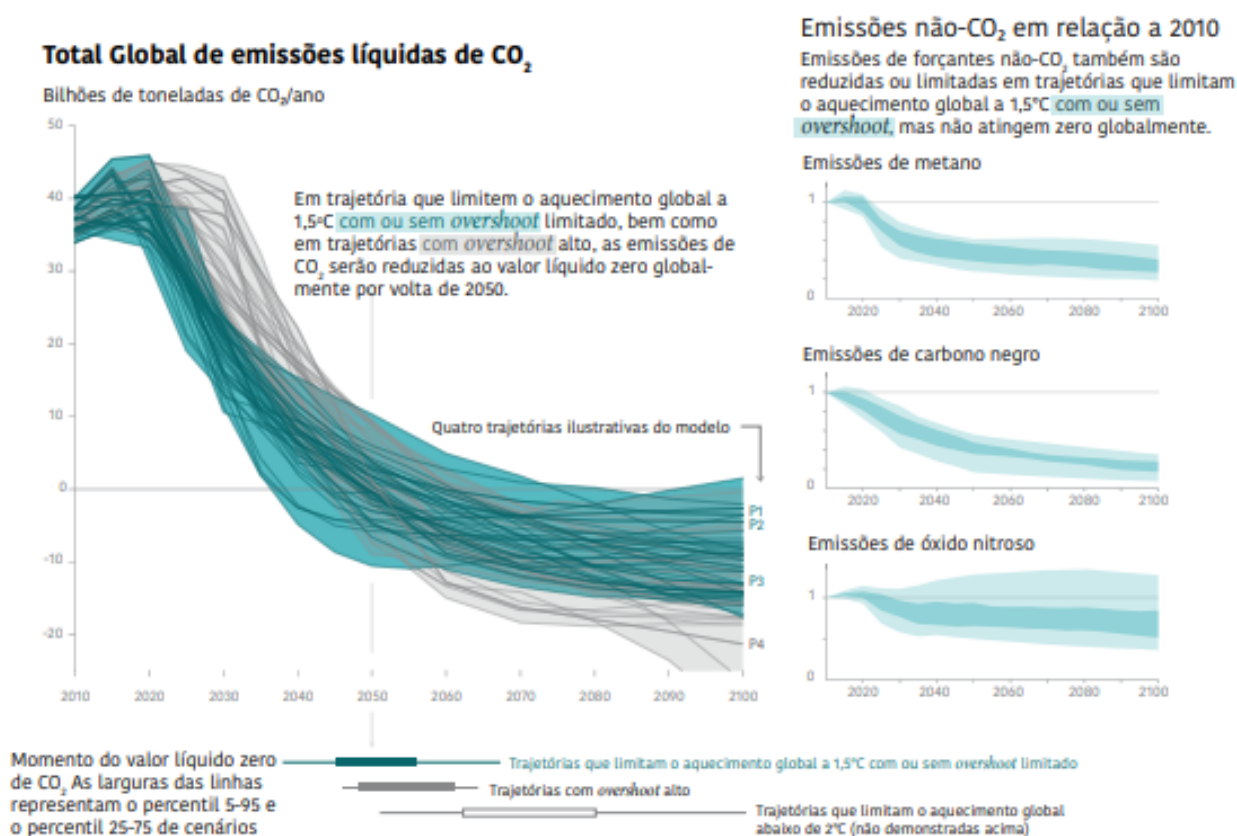 Total Global de emissões líquidas de CO₂
Bilhões de toneladas de CO₂/ano
50
40
30
20
10
0
-10
-20
2010 2020 2030 2040 2050 2060 2070 2080 2090 2100
Em trajetória que limitem o aquecimento global a
1,5ºC com ou sem overshoot limitado, bem como
em trajetórias com overshoot alto, as emissões de
CO₂ serão reduzidas ao valor líquido zero global-
mente por volta de 2050.
Quatro trajetórias ilustrativas do modelo
P1
P2
P3
P4
Emissões não-CO₂ em relação a 2010
Emissões de forçantes não-CO₂ também são
reduzidas ou limitadas em trajetórias que limitam
o aquecimento global a 1,5°C com ou sem
overshoot, mas não atingem zero globalmente.
Emissões de metano
1
0
2020 2040 2060 2080 2100
Emissões de carbono negro
1
0
2020 2040 2060 2080 2100
Emissões de óxido nitroso
1
0
2020 2040 2060 2080 2100
Momento do valor líquido zero
de CO₂ As larguras das linhas
representam o percentil 5-95 e
o percentil 25-75 de cenários
Trajetórias que limitam o aquecimento global a 1,5°C com ou sem overshoot limitado
Trajetórias com overshoot alto
Trajetórias que limitam o aquecimento global
abaixo de 2°C (não demonstradas acima)